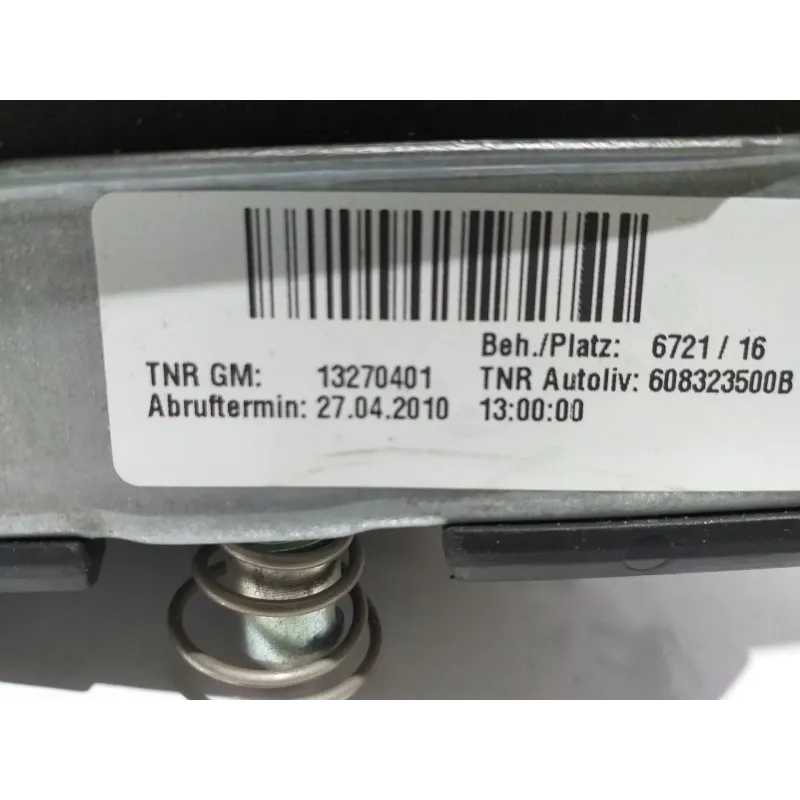 Beh./Platz: 6721 / 16
TNR GM: 13270401 TNR Autoliv: 608323500B
Abruftermin: 27.04.2010 13:00:00